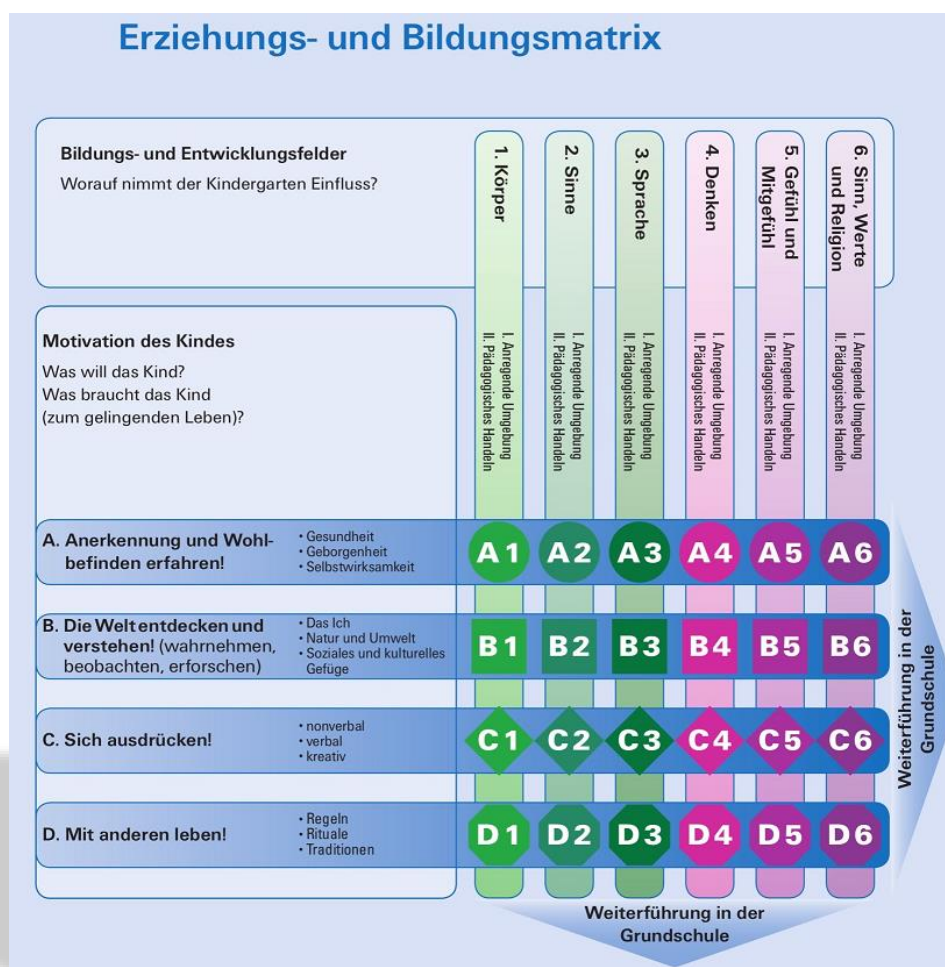 Erziehungs- und Bildungsmatrix
Bildungs- und Entwicklungsfelder
Worauf nimmt der Kindergarten Einfluss?
1. Körper
2. Sinne
3. Sprache
4. Denken
5. Gefühl und
Mitgefühl
6. Sinn, Werte
und Religion
Motivation des Kindes
Was will das Kind?
Was braucht das Kind
(zum gelingenden Leben)?
I. Anregende Umgebung
II. Pädagogisches Handeln
I. Anregende Umgebung
II. Pädagogisches Handeln
I. Anregende Umgebung
II. Pädagogisches Handeln
I. Anregende Umgebung
II. Pädagogisches Handeln
I. Anregende Umgebung
II. Pädagogisches Handeln
I. Anregende Umgebung
II. Pädagogisches Handeln
A. Anerkennung und Wohl-
befinden erfahren!
• Gesundheit
• Geborgenheit
• Selbstwirksamkeit
A1 A2 A3 A4 A5 A6
B. Die Welt entdecken und
verstehen! (wahrnehmen,
beobachten, erforschen)
• Das Ich
• Natur und Umwelt
• Soziales und kulturelles
Gefüge
B1 B2 B3 B4 B5 B6
C. Sich ausdrücken!
• nonverbal
• verbal
• kreativ
C1 C2 C3 C4 C5 C6
D. Mit anderen leben!
• Regeln
• Rituale
• Traditionen
D1 D2 D3 D4 D5 D6
Weiterführung in der
Grundschule
Weiterführung in der
Grundschule